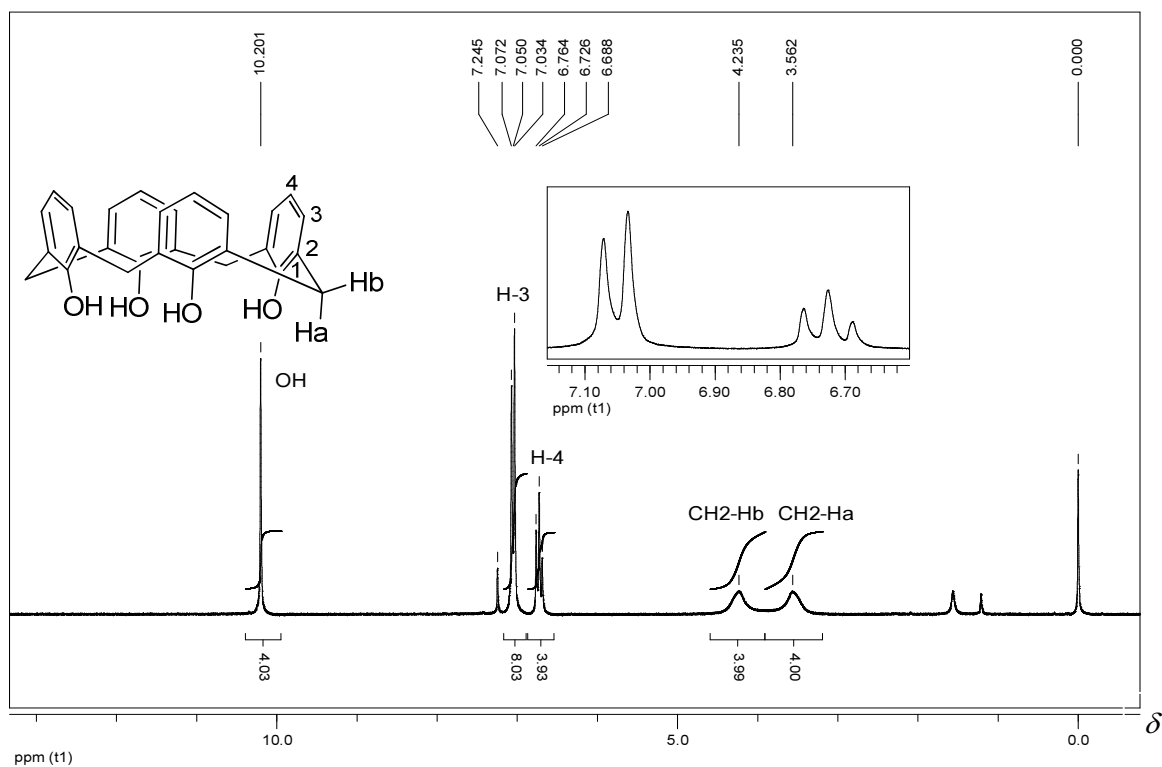 10.201
7.245
7.072
7.050
7.034
6.764
6.726
6.688
4.235
3.562
0.000
4
3
2
1
OH
HO
HO
HO
Hb
Ha
OH
H-3
7.10 7.00 6.90 6.80 6.70
ppm (t1)
H-4
CH2-Hb
CH2-Ha
4.03
8.03
3.93
3.99
4.00
10.0 5.0 0.0
δ
ppm (t1)